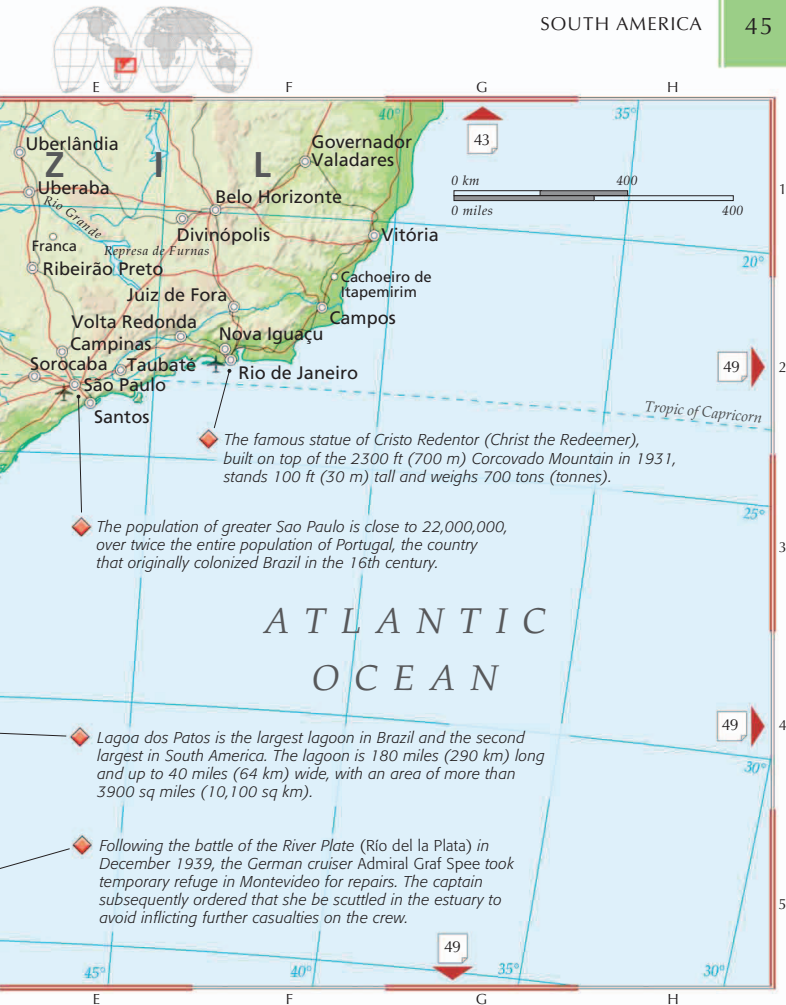 SOUTH AMERICA 45
E F G H
45° 40° 35°
43
Uberlândia
Governador
Valadares
Z I L
0 km 400
0 miles 400
Uberaba
Rio Grande
Belo Horizonte
1
Divinópolis
Vitória
Franca
Represa de Furnas
20°
Ribeirão Preto
Cachoeiro de
Itapemirim
Juiz de Fora
Campos
Volta Redonda
Nova Iguaçu
Campinas
Sorocaba
Taubaté
49
2
Rio de Janeiro
São Paulo
Tropic of Capricorn
Santos
The famous statue of Cristo Redentor (Christ the Redeemer),
built on top of the 2300 ft (700 m) Corcovado Mountain in 1931,
stands 100 ft (30 m) tall and weighs 700 tons (tonnes).
25°
The population of greater Sao Paulo is close to 22,000,000,
over twice the entire population of Portugal, the country
that originally colonized Brazil in the 16th century.
3
ATLANTIC
OCEAN
49
4
Lagoa dos Patos is the largest lagoon in Brazil and the second
largest in South America. The lagoon is 180 miles (290 km) long
and up to 40 miles (64 km) wide, with an area of more than
3900 sq miles (10,100 sq km).
30°
Following the battle of the River Plate (Río del la Plata) in
December 1939, the German cruiser Admiral Graf Spee took
temporary refuge in Montevideo for repairs. The captain
subsequently ordered that she be scuttled in the estuary to
avoid inflicting further casualties on the crew.
5
49
45° 40° 35° 30°
E F G H